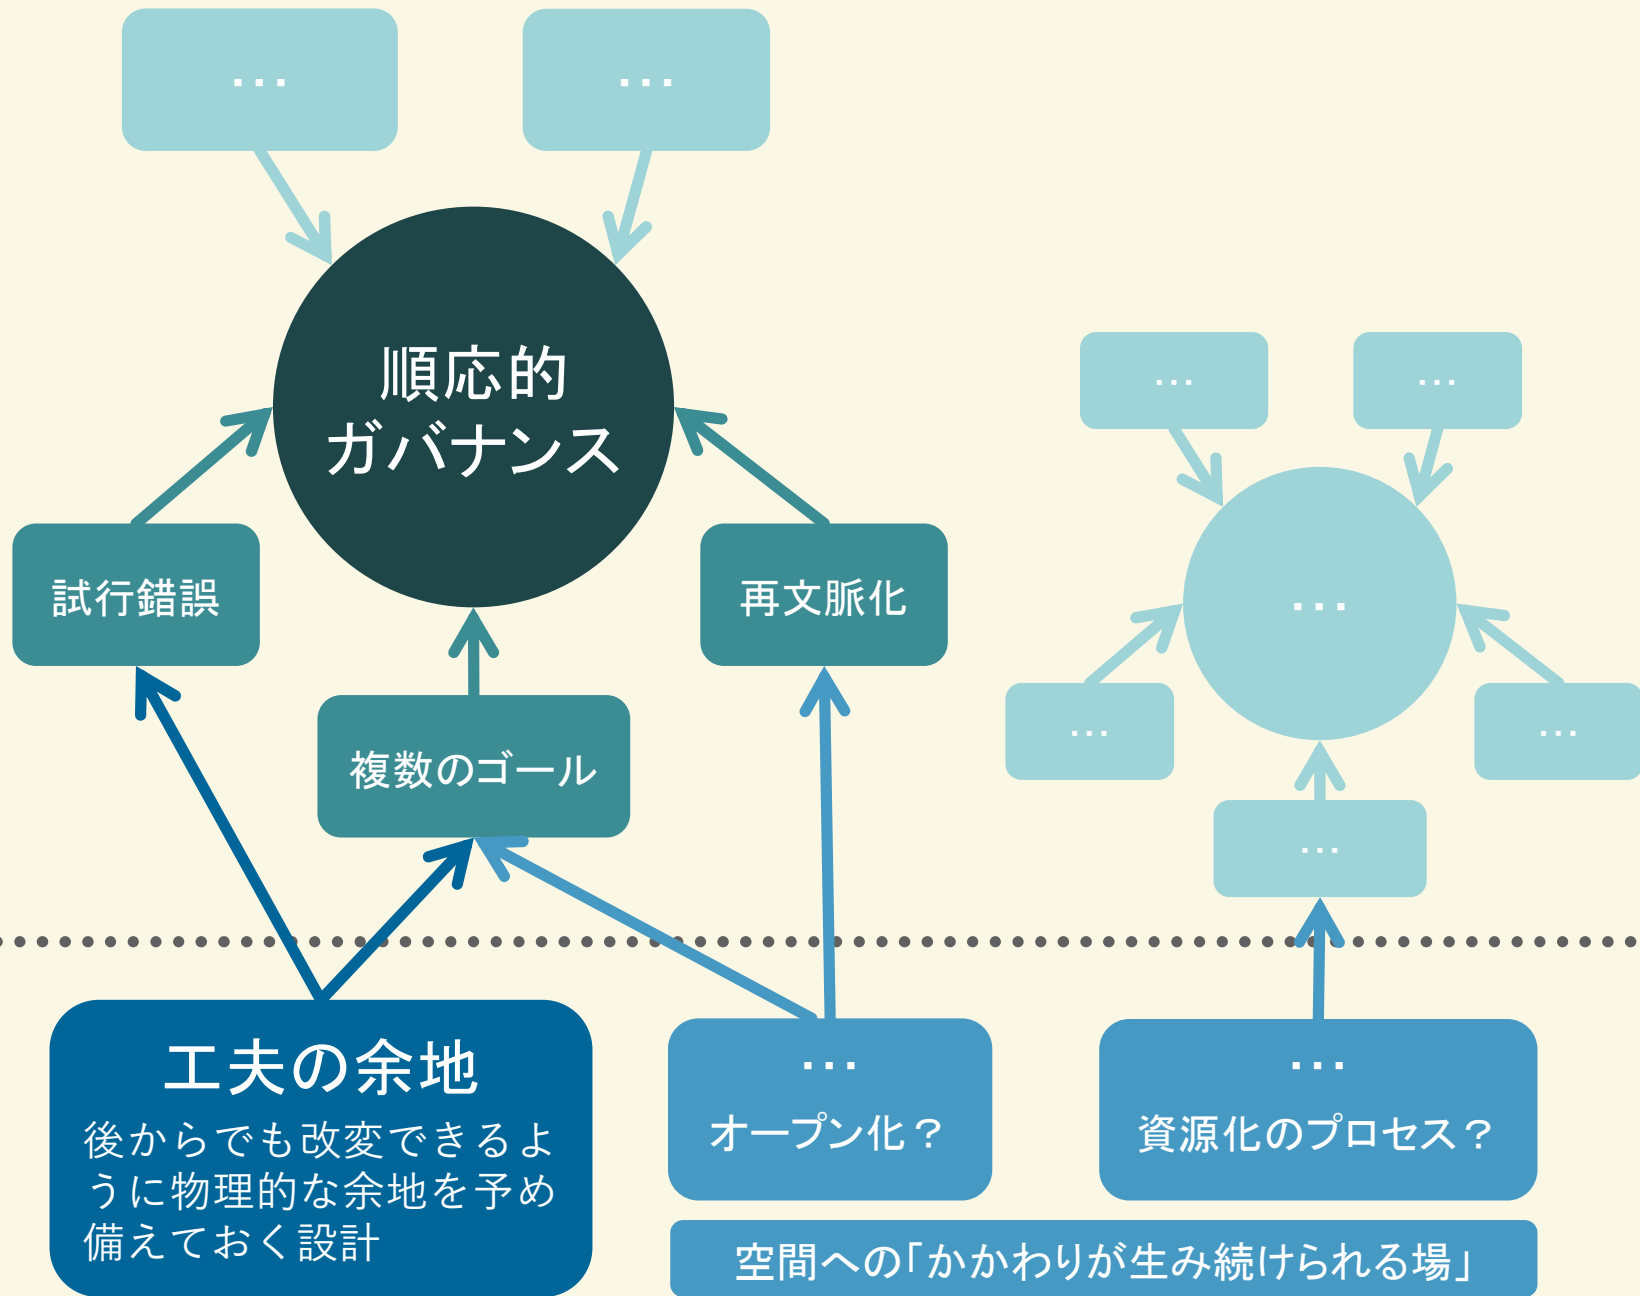 ...
...
順応的
ガバナンス
...
...
試行錯誤
再文脈化
...
複数のゴール
...
...
...
工夫の余地
後からでも改変できるよ
うに物理的な余地を予め
備えておく設計
...
オープン化？
...
資源化のプロセス？
空間への「かかわりが生み続けられる場」